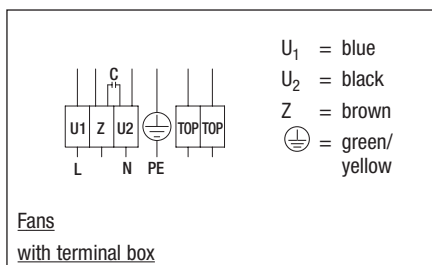 C
U1 Z U2 TOP TOP
L N PE
U₁ = blue
U₂ = black
Z = brown
⏚ = green/
yellow
Fans
with terminal box